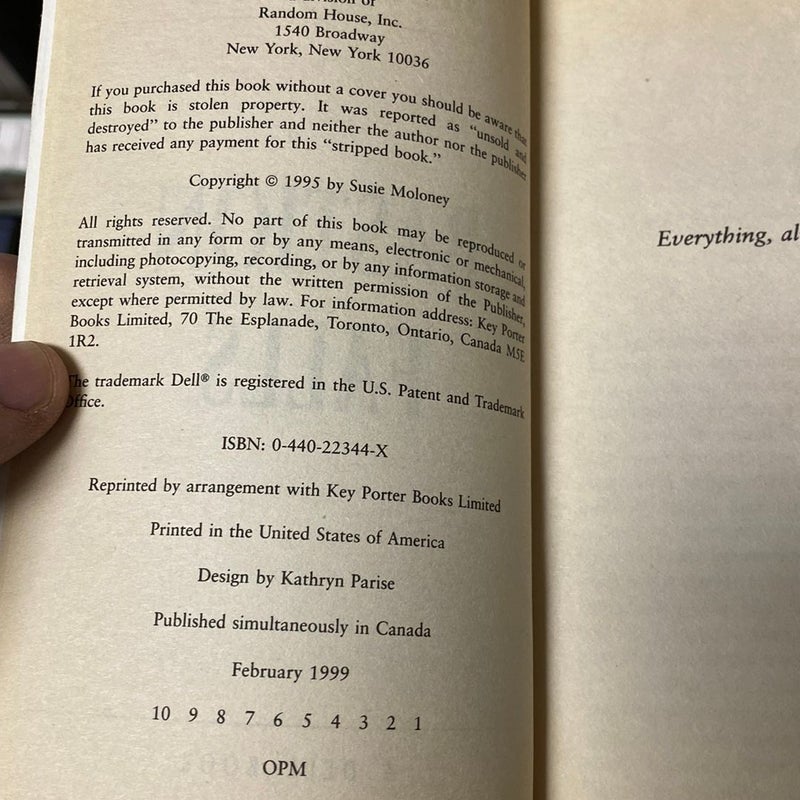 Random House, Inc.
1540 Broadway
New York, New York 10036
If you purchased this book without a cover you should be aware that
this book is stolen property. It was reported as "unsold and
destroyed" to the publisher and neither the author nor the publisher
has received any payment for this "stripped book."
Copyright © 1995 by Susie Moloney
All rights reserved. No part of this book may be reproduced or
transmitted in any form or by any means, electronic or mechanical,
including photocopying, recording, or by any information storage and
retrieval system, without the written permission of the Publisher,
except where permitted by law. For information address: Key Porter
Books Limited, 70 The Esplanade, Toronto, Ontario, Canada M5E
1R2.
The trademark Dell® is registered in the U.S. Patent and Trademark
Office.
ISBN: 0-440-22344-X
Reprinted by arrangement with Key Porter Books Limited
Printed in the United States of America
Design by Kathryn Parise
Published simultaneously in Canada
February 1999
10 9 8 7 6 5 4 3 2 1
OPM
Everything, al